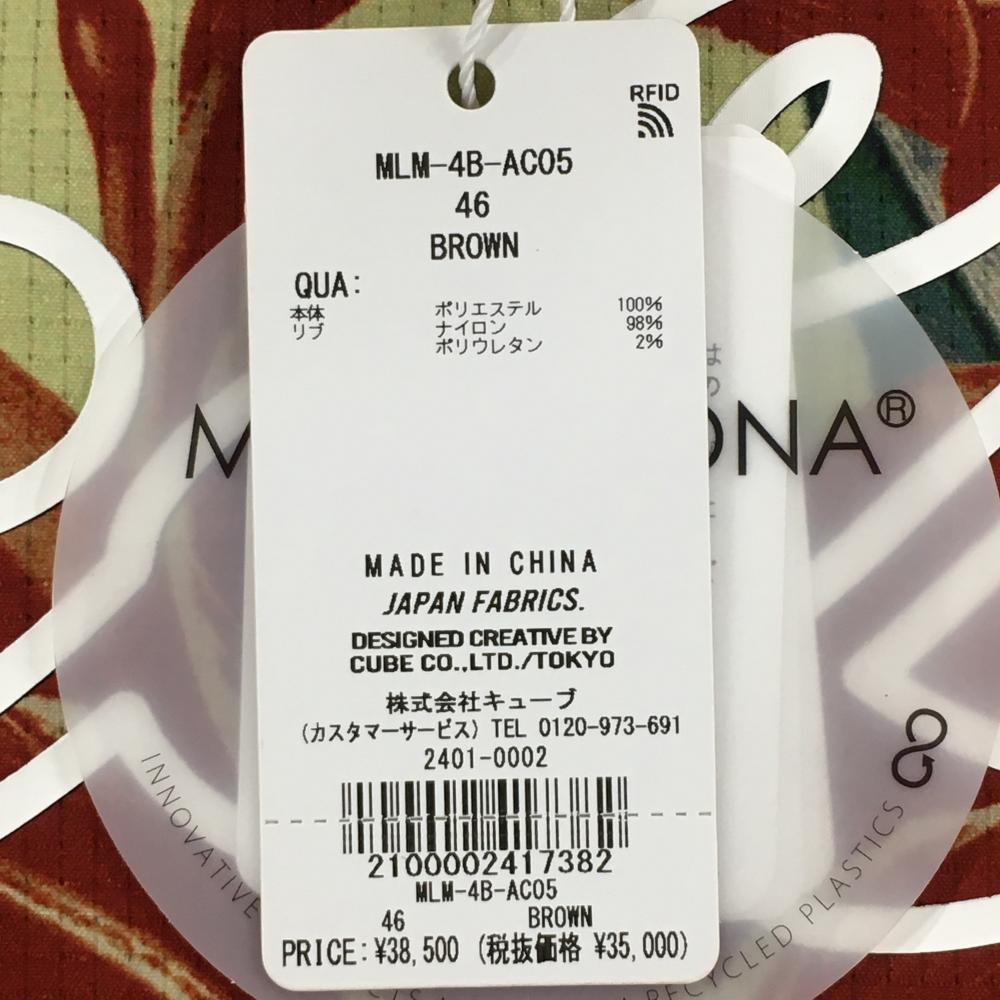 RFID
MLM-4B-AC05
46
BROWN
QUA:
本体 ポリエステル 100%
リブ ナイロン 98%
ポリウレタン 2%
は
の
M ONA®
MADE IN CHINA
JAPAN FABRICS.
DESIGNED CREATIVE BY
CUBE CO.,LTD./TOKYO
株式会社キューブ
(カスタマーサービス) TEL 0120-973-691
2401-0002
2100002417382
MLM-4B-AC05
46 BROWN
PRICE:¥38,500 (税抜価格 ¥35,000)
INNOVATIVE
RECYCLED PLASTICS